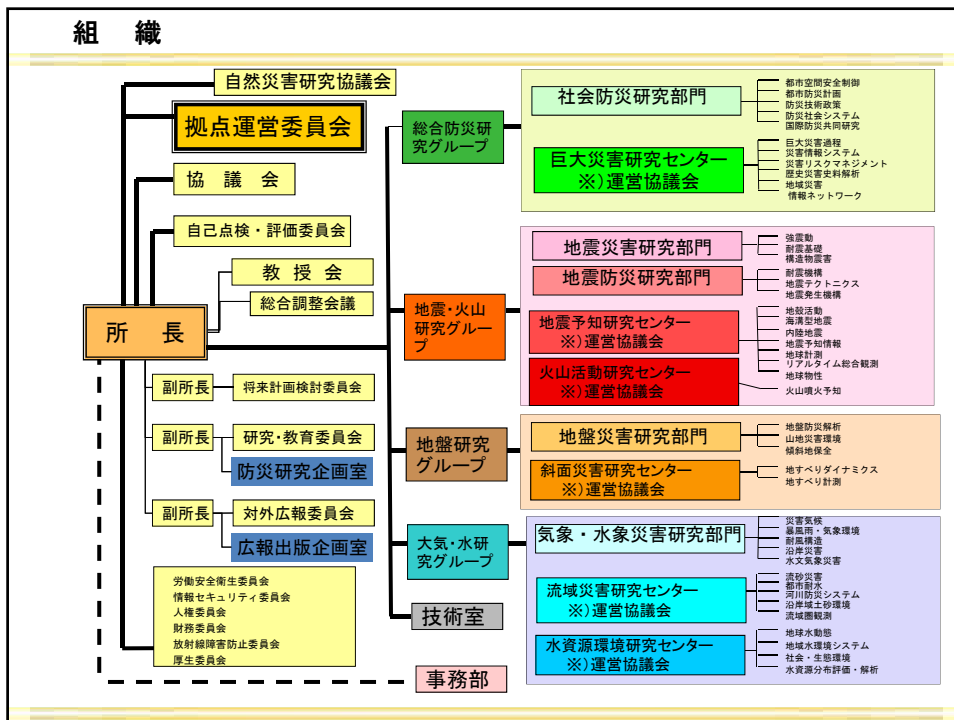 組　織
自然災害研究協議会
拠点運営委員会
協　議　会
自己点検・評価委員会
教　授　会
総合調整会議
所　長
副所長
将来計画検討委員会
副所長
研究・教育委員会
防災研究企画室
副所長
対外広報委員会
広報出版企画室
労働安全衛生委員会
情報セキュリティ委員会
人権委員会
財務委員会
放射線障害防止委員会
厚生委員会
総合防災研
究グループ
地震・火山
研究グルー
プ
地盤研究
グループ
大気・水研
究グループ
技術室
事務部
社会防災研究部門
都市空間安全制御
都市防災計画
防災技術政策
防災社会システム
国際防災共同研究
巨大災害研究センター
※）運営協議会
巨大災害過程
災害情報システム
災害リスクマネジメント
歴史災害史料解析
地域災害
情報ネットワーク
地震災害研究部門
強震動
耐震基礎
構造物震害
地震防災研究部門
耐震機構
地震テクトニクス
地震発生機構
地震予知研究センター
※）運営協議会
地殻活動
海溝型地震
内陸地震
地震予知情報
地球計測
リアルタイム総合観測
地球物性
火山活動研究センター
※）運営協議会
火山噴火予知
地盤災害研究部門
地盤防災解析
山地災害環境
傾斜地保全
斜面災害研究センター
※）運営協議会
地すべりダイナミクス
地すべり計測
気象・水象災害研究部門
災害気候
暴風雨・気象環境
耐風構造
沿岸災害
水文気象災害
流域災害研究センター
※）運営協議会
流砂災害
都市耐水
河川防災システム
沿岸域土砂環境
流域圏観測
水資源環境研究センター
※）運営協議会
地球水動態
地域水環境システム
社会・生態環境
水資源分布評価・解析